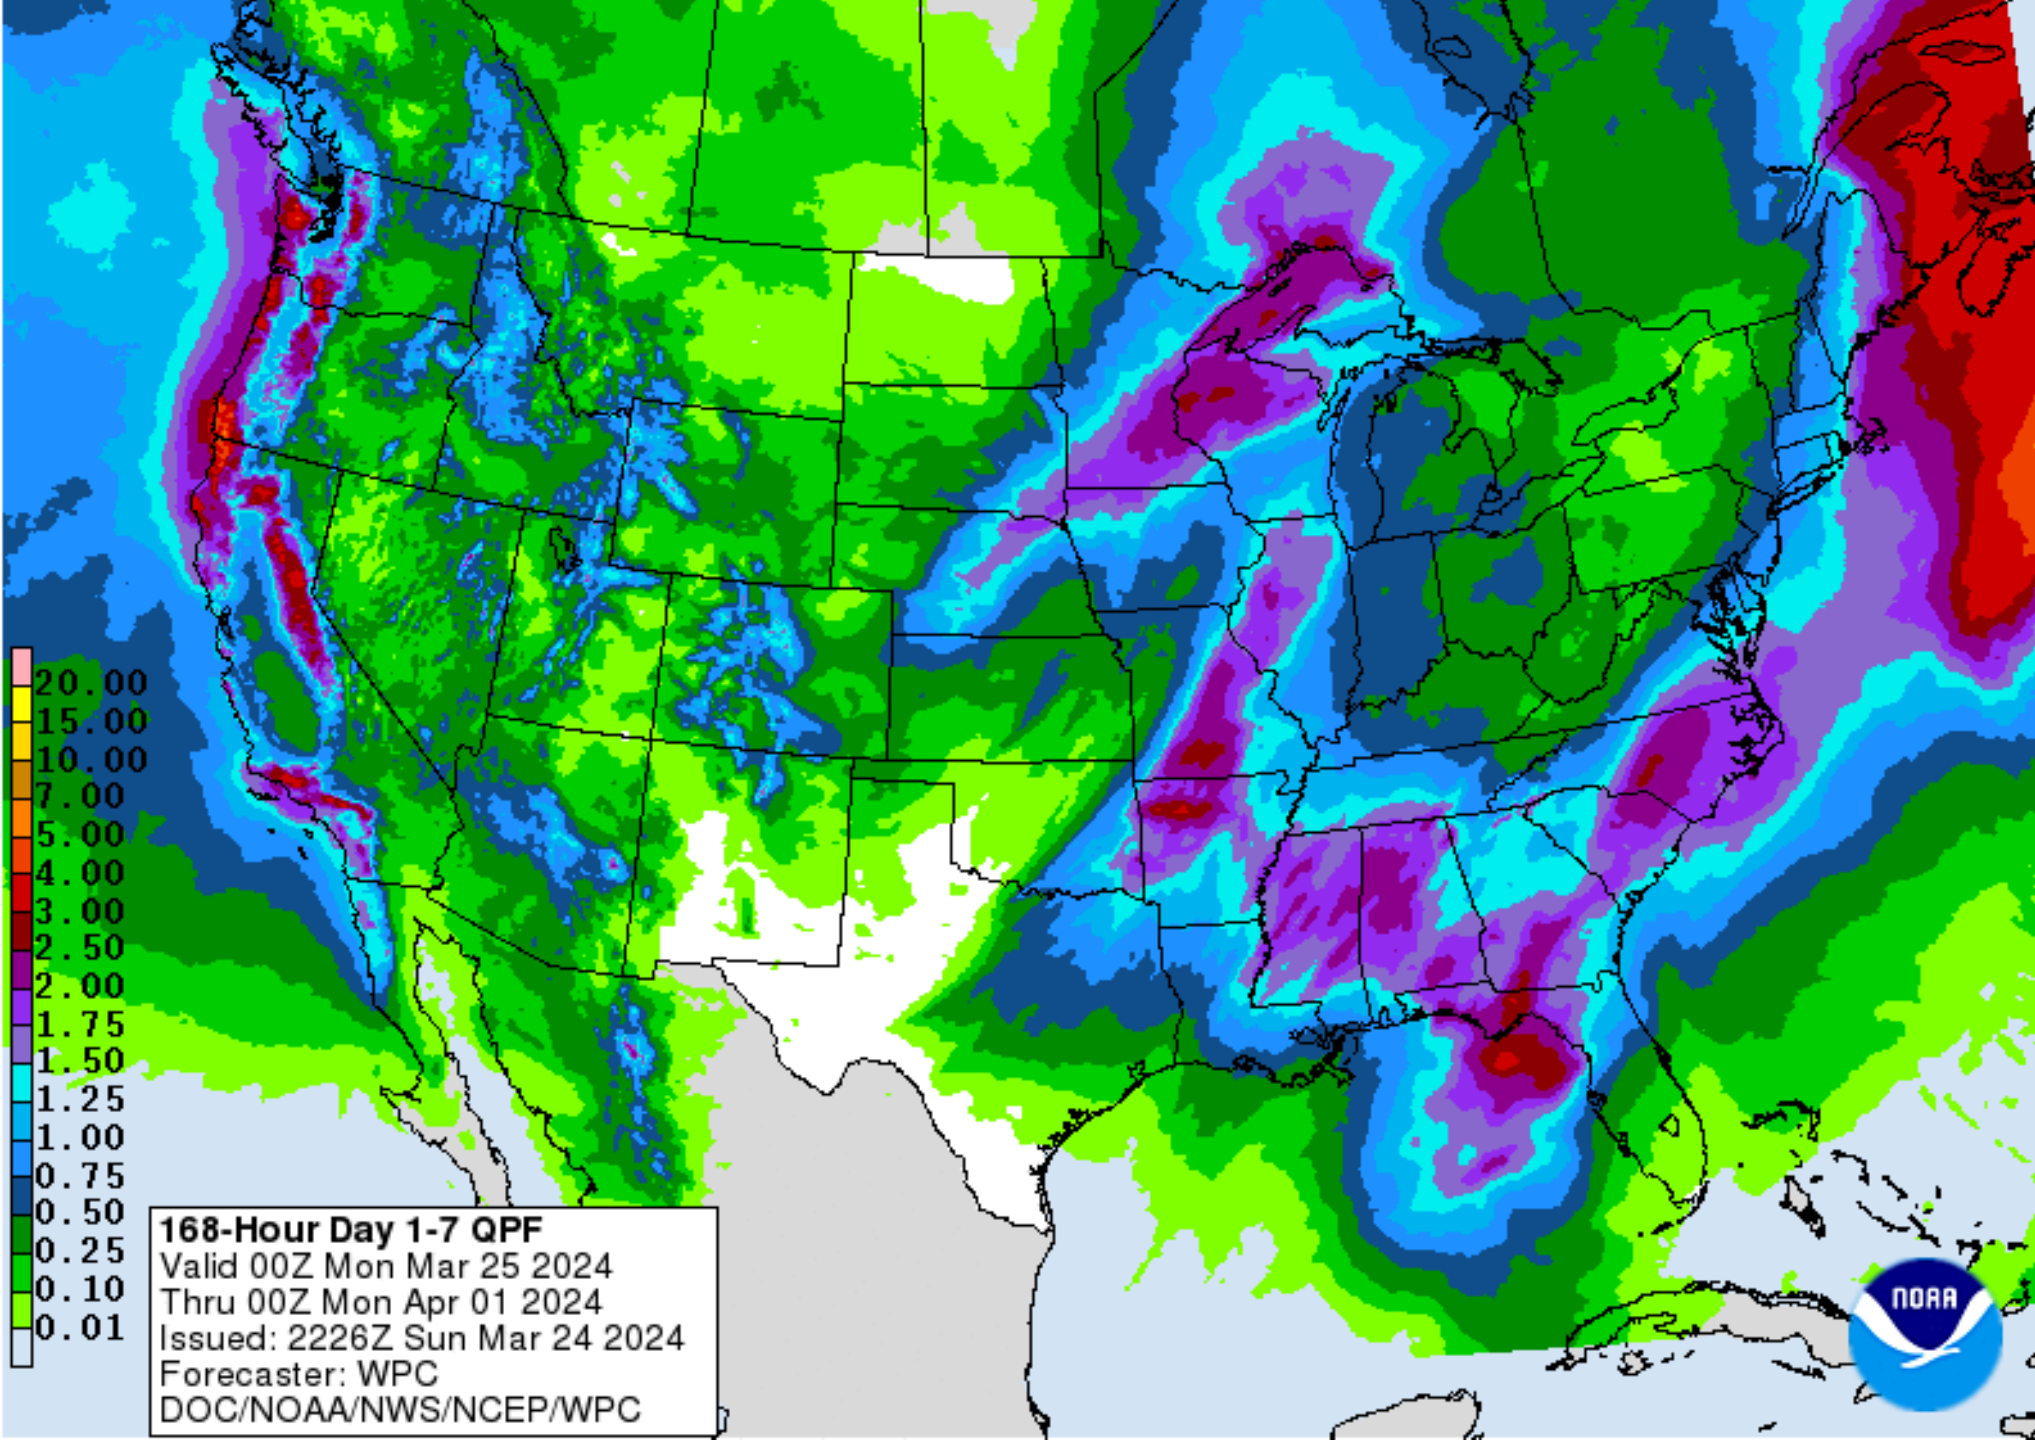 20.00
15.00
10.00
7.00
5.00
4.00
3.00
2.50
2.00
1.75
1.50
1.25
1.00
0.75
0.50
0.25
0.10
0.01
168-Hour Day 1-7 QPF
Valid 00Z Mon Mar 25 2024
Thru 00Z Mon Apr 01 2024
Issued: 2226Z Sun Mar 24 2024
Forecaster: WPC
DOC/NOAA/NWS/NCEP/WPC
NOAA